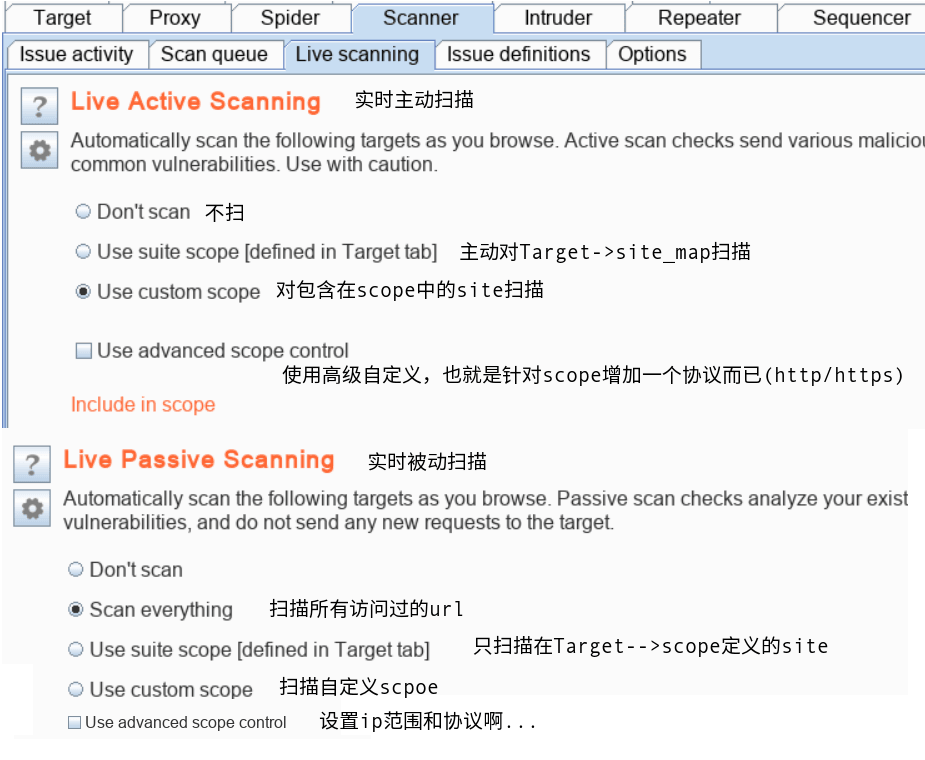 Target Proxy Spider Scanner Intruder Repeater Sequencer
Issue activity Scan queue Live scanning Issue definitions Options
? Live Active Scanning 实时主动扫描
Automatically scan the following targets as you browse. Active scan checks send various maliciou
common vulnerabilities. Use with caution.
Don't scan 不扫
Use suite scope [defined in Target tab] 主动对Target->site_map扫描
Use custom scope 对包含在scope中的site扫描
Use advanced scope control
使用高级自定义，也就是针对scope增加一个协议而已(http/https)
Include in scope
? Live Passive Scanning 实时被动扫描
Automatically scan the following targets as you browse. Passive scan checks analyze your exist
vulnerabilities, and do not send any new requests to the target.
Don't scan
Scan everything 扫描所有访问过的url
Use suite scope [defined in Target tab] 只扫描在Target-->scope定义的site
Use custom scope 扫描自定义scpoe
Use advanced scope control 设置ip范围和协议啊...